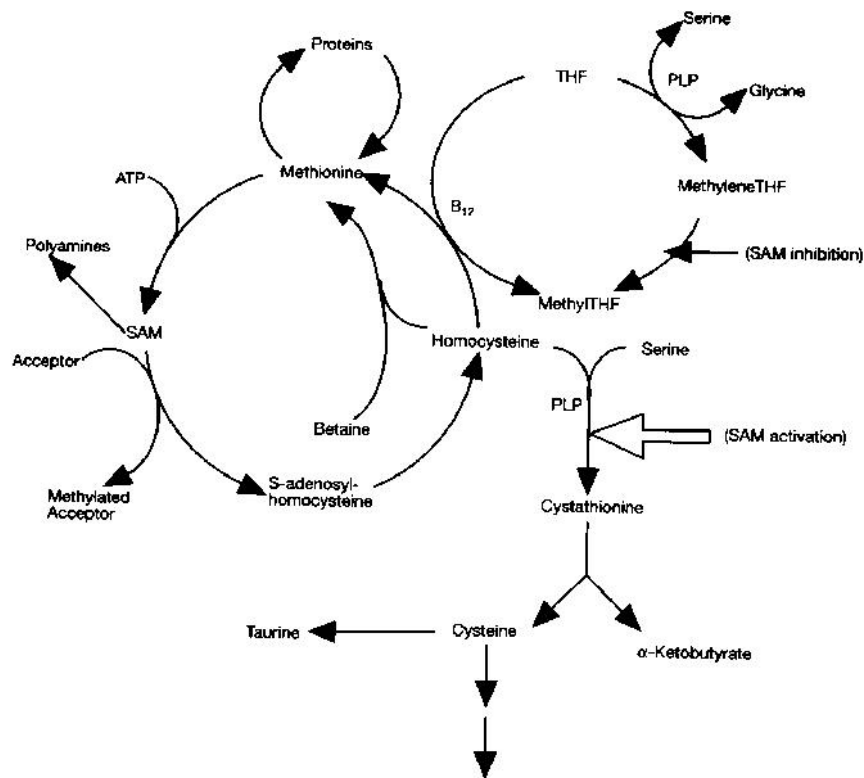 Serine
Proteins
THF
PLP
Glycine
Methionine
ATP
MethyleneTHF
B12
Polyamines
(SAM inhibition)
MethylTHF
SAM
Homocysteine
Serine
Acceptor
PLP
Betaine
(SAM activation)
S-adenosyl-
homocysteine
Methylated
Acceptor
Cystathionine
Taurine
Cysteine
α-Ketobutyrate